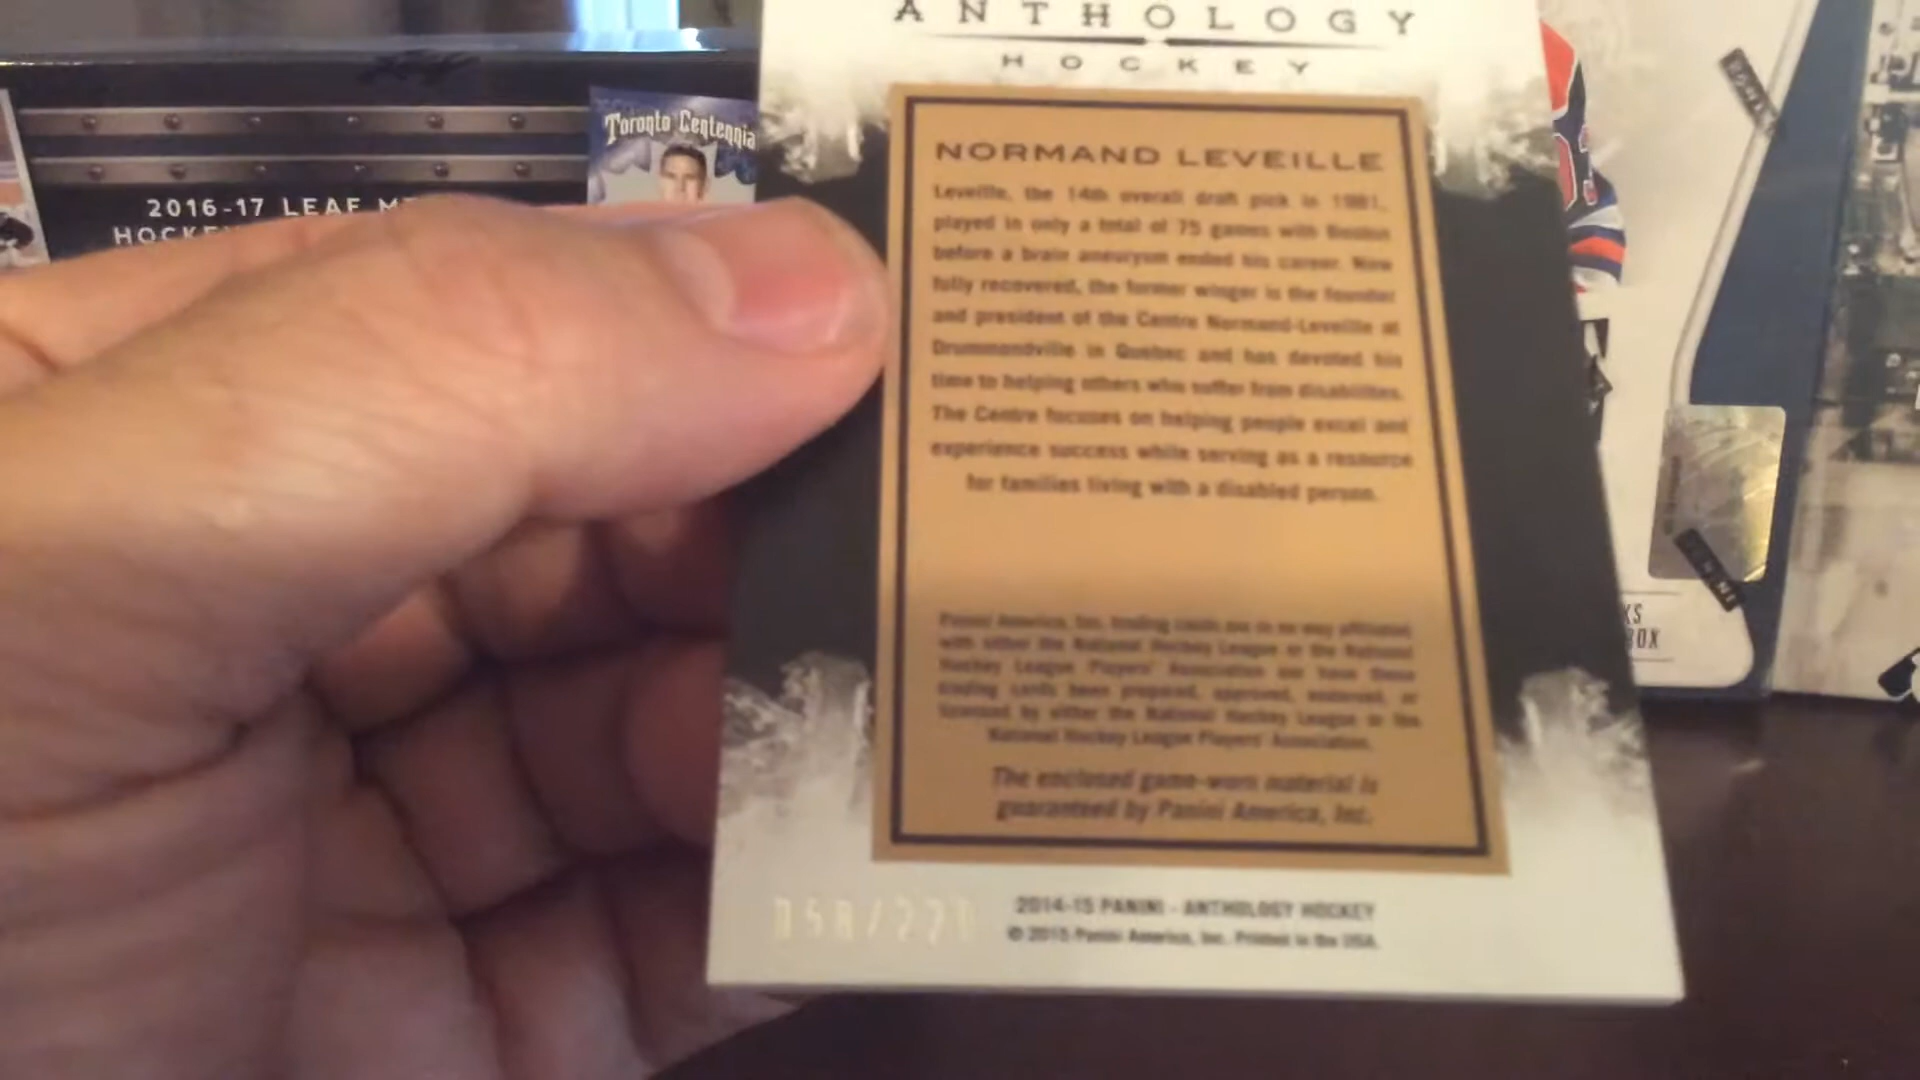 ANTHOLOGY
HOCKEY
Toronto Centennia
2016-17 LEAF ME
HOCKEY
NORMAND LEVEILLE
Leveille, the 14th overall draft pick in 1981,
played in only a total of 75 games with Boston
before a brain aneurysm ended his career. Now
fully recovered, the former winger is the founder
and president of the Centre Normand-Leveille at
Drummondville in Quebec and has devoted his
time to helping others who suffer from disabilities.
The Centre focuses on helping people excel and
experience success while serving as a resource
for families living with a disabled person.
Panini America, Inc. trading cards are in no way affiliated
with either the National Hockey League or the National
Hockey League Players' Association nor have these
trading cards been prepared, approved, endorsed, or
licensed by either the National Hockey League or the
National Hockey League Players' Association.
The enclosed game-worn material is
guaranteed by Panini America, Inc.
2014-15 PANINI - ANTHOLOGY HOCKEY
© 2015 Panini America, Inc. Printed in the USA.
KS
BOX